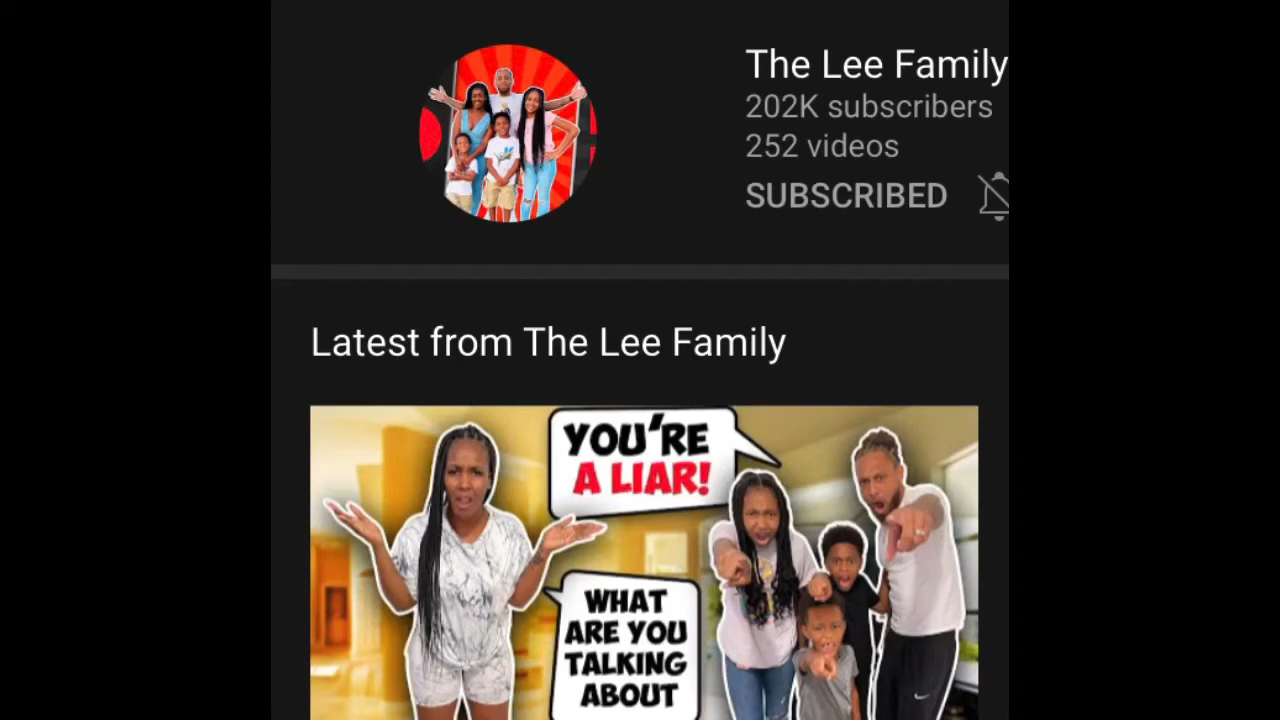 The Lee Family
202K subscribers
252 videos
SUBSCRIBED
Latest from The Lee Family
YOU'RE
A LIAR!
WHAT
ARE YOU
TALKING
ABOUT